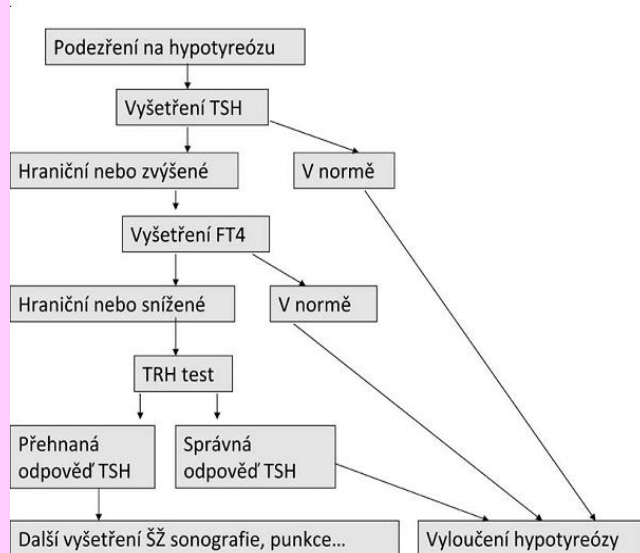 Podezření na hypotyreózu
Vyšetření TSH
Hraniční nebo zvýšené
V normě
Vyšetření FT4
Hraniční nebo snížené
V normě
TRH test
Přehnaná
odpověď TSH
Správná
odpověď TSH
Další vyšetření ŠŽ sonografie, punkce...
Vyloučení hypotyreózy